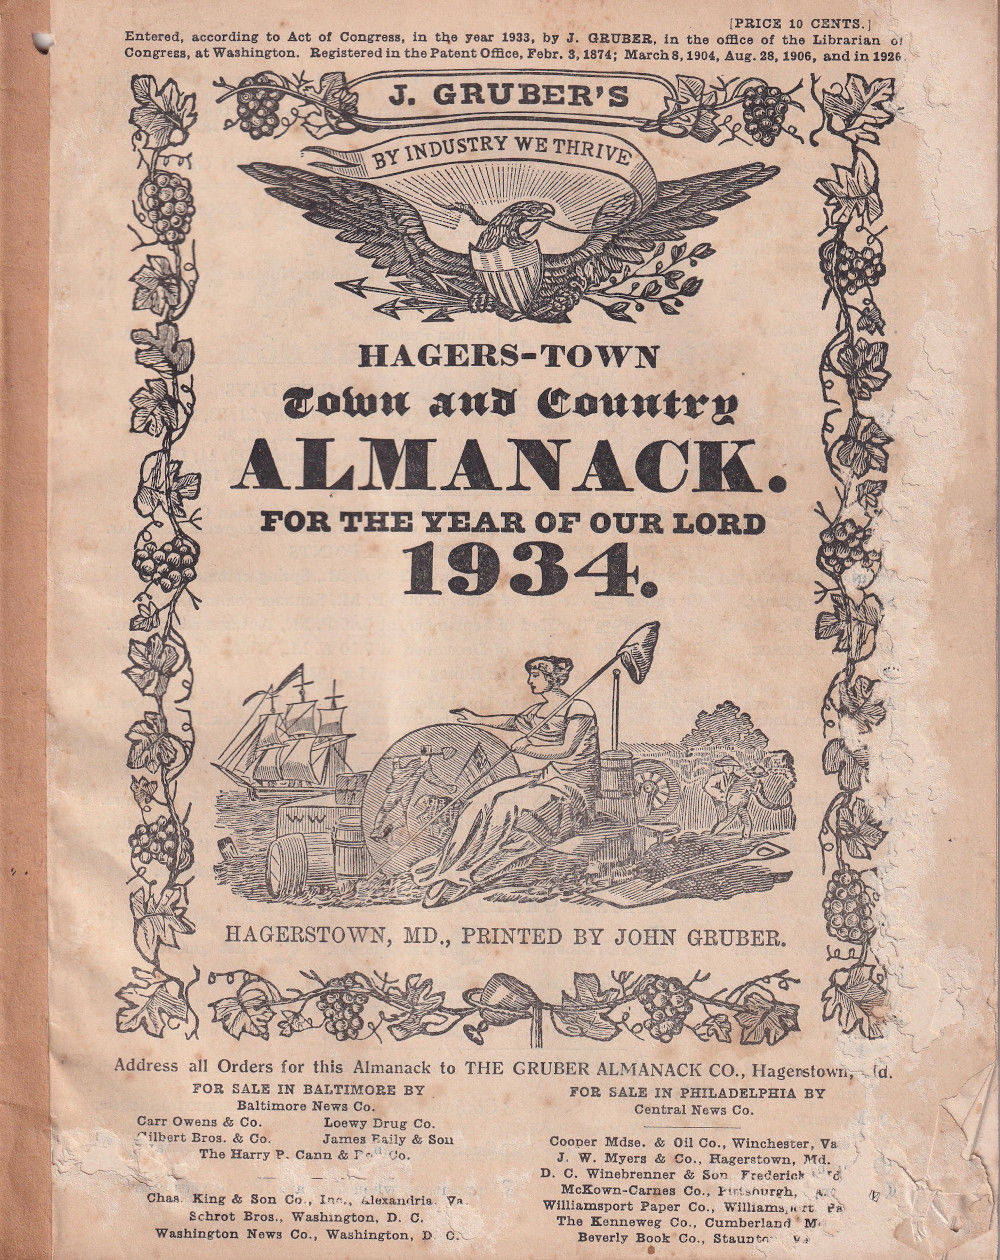 [PRICE 10 CENTS.]
Entered, according to Act of Congress, in the year 1933, by J. GRUBER, in the office of the Librarian of
Congress, at Washington. Registered in the Patent Office, Febr. 3, 1874; March 8, 1904, Aug. 28, 1906, and in 1926
J. GRUBER'S
BY INDUSTRY WE THRIVE
HAGERS-TOWN
Town and Country
ALMANACK.
FOR THE YEAR OF OUR LORD
1934.
HAGERSTOWN, MD., PRINTED BY JOHN GRUBER.
Address all Orders for this Almanack to THE GRUBER ALMANACK CO., Hagerstown, d.
FOR SALE IN BALTIMORE BY
Baltimore News Co.
Carr Owens & Co. Loewy Drug Co.
Gilbert Bros. & Co. James Baily & Son
The Harry P. Cann & Co.
Chas. King & Son Co., Inc., Alexandria, Va.
Schrot Bros., Washington, D. C.
Washington News Co., Washington, D. C.
FOR SALE IN PHILADELPHIA BY
Central News Co.
Cooper Mdse. & Oil Co., Winchester, Va
J. W. Myers & Co., Hagerstown, Md.
D. C. Winebrenner & Son Frederick
McKown-Carnes Co., Pittsburgh,
Williamsport Paper Co., Williamsport Pa
The Kenneweg Co., Cumberland M
Beverly Book Co., Staunton Va